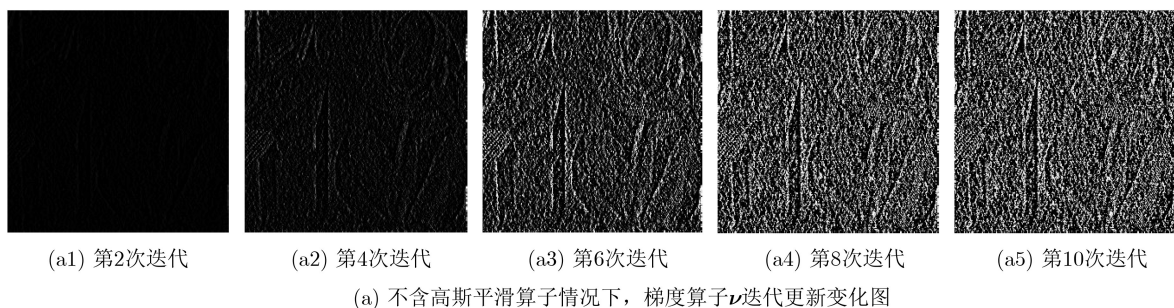 (a1) 第2次迭代
(a2) 第4次迭代
(a3) 第6次迭代
(a4) 第8次迭代
(a5) 第10次迭代
(a) 不含高斯平滑算子情况下，梯度算子ν迭代更新变化图